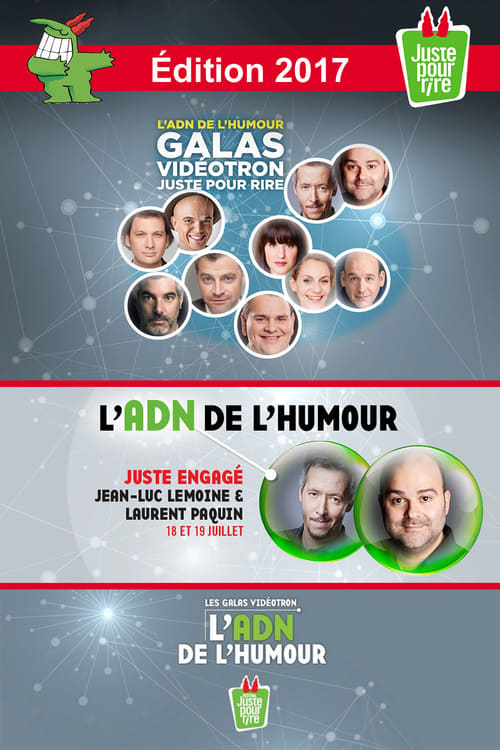 Édition 2017
Juste
pour
rire
L'ADN DE L'HUMOUR
GALAS
VIDÉOTRON
JUSTE POUR RIRE
L'ADN DE L'HUMOUR
JUSTE ENGAGÉ
JEAN-LUC LEMOINE &
LAURENT PAQUIN
18 ET 19 JUILLET
LES GALAS VIDÉOTRON
L'ADN
DE L'HUMOUR
Juste
pour
rire